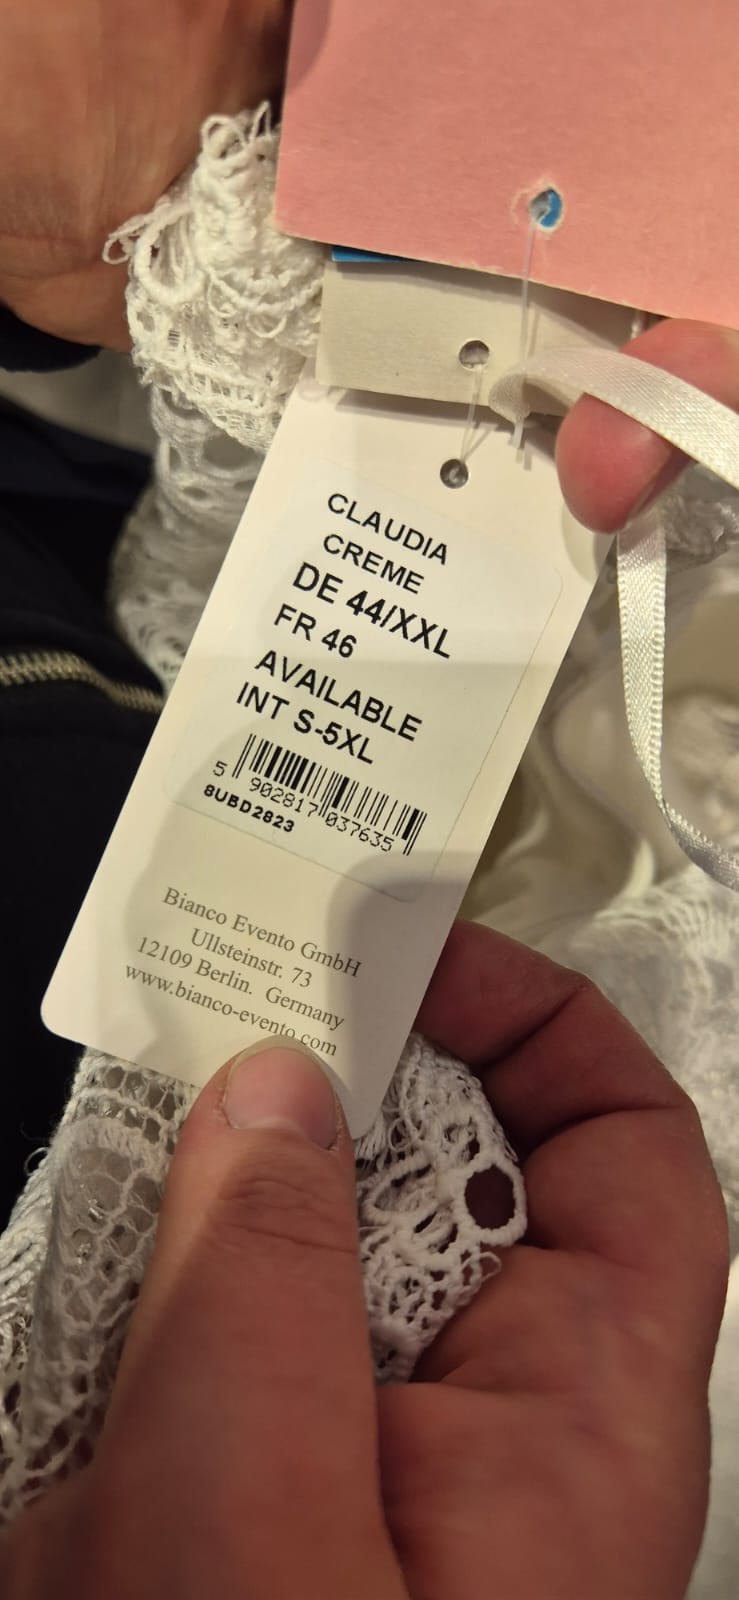 CLAUDIA
CREME
DE 44/XXL
FR 46
AVAILABLE
INT S-5XL
5 902817 037635
8UBD2823
Bianco Evento GmbH
Ullsteinstr. 73
12109 Berlin. Germany
www.bianco-evento.com